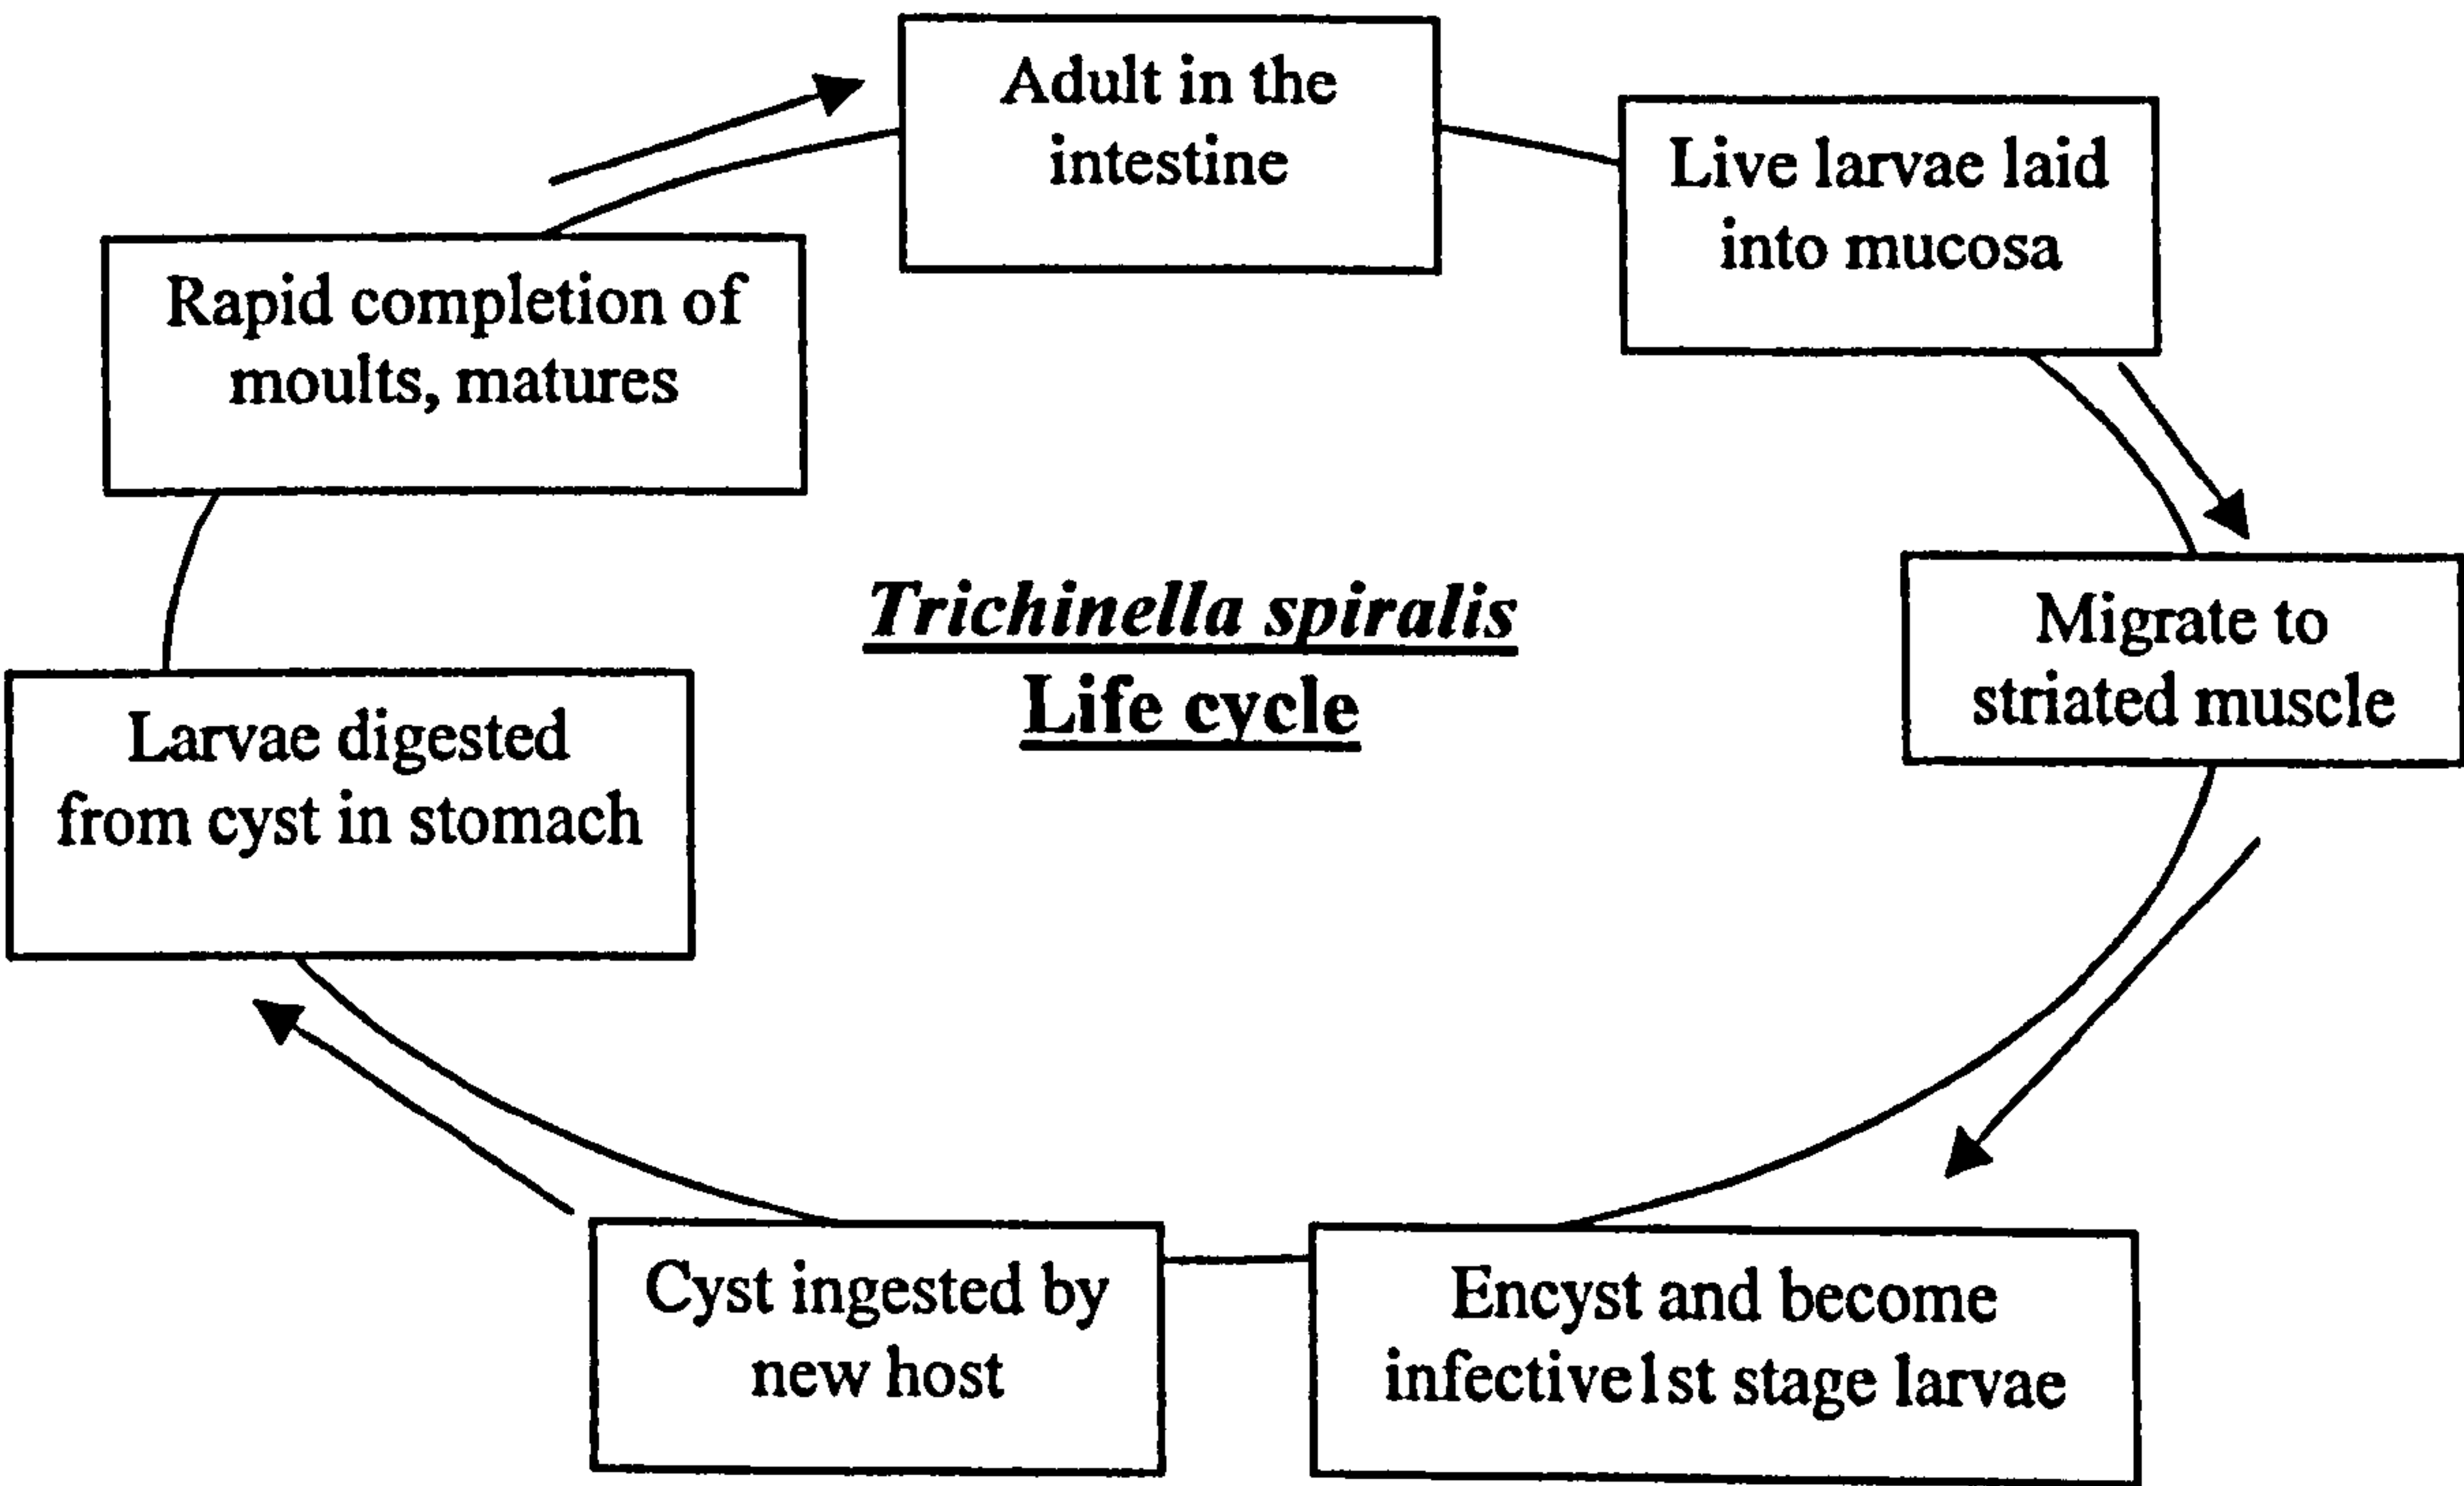 Adult in the
intestine
Live larvae laid
into mucosa
Rapid completion of
moults, matures
Trichinella spiralis
Life cycle
Migrate to
striated muscle
Larvae digested
from cyst in stomach
Cyst ingested by
new host
Encyst and become
infective1st stage larvae